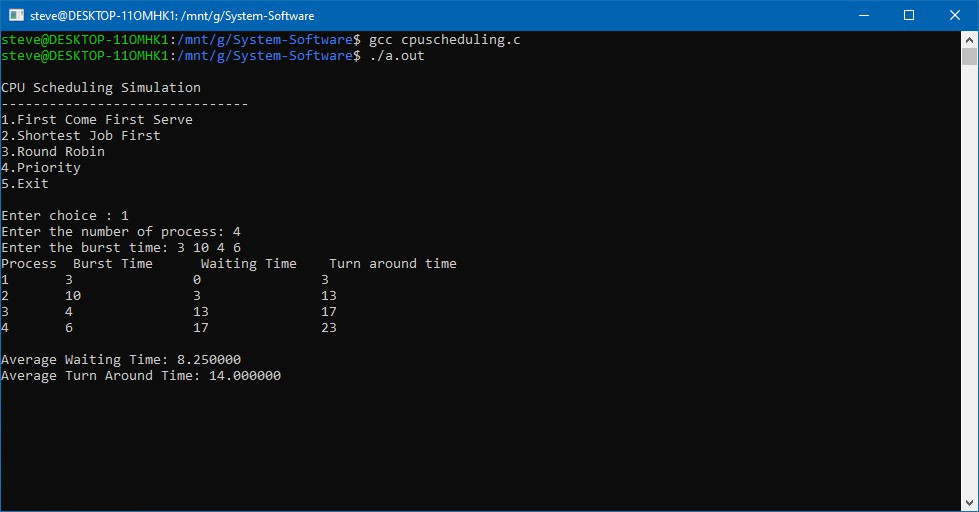 steve@DESKTOP-11OMHK1: /mnt/g/System-Software
steve@DESKTOP-11OMHK1:/mnt/g/System-Software$ gcc cpuscheduling.c
steve@DESKTOP-11OMHK1:/mnt/g/System-Software$ ./a.out
CPU Scheduling Simulation
-------------------------------
1.First Come First Serve
2.Shortest Job First
3.Round Robin
4.Priority
5.Exit
Enter choice : 1
Enter the number of process: 4
Enter the burst time: 3 10 4 6
Process  Burst Time      Waiting Time    Turn around time
1       3               0               3
2       10              3               13
3       4               13              17
4       6               17              23
Average Waiting Time: 8.250000
Average Turn Around Time: 14.000000